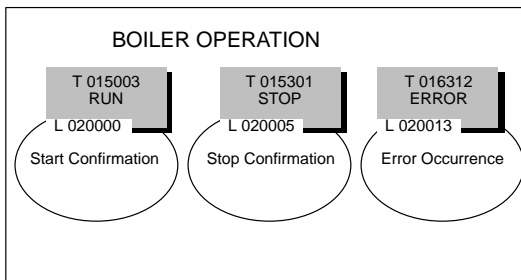 BOILER OPERATION
T 015003
RUN
L 020000
Start Confirmation
T 015301
STOP
L 020005
Stop Confirmation
T 016312
ERROR
L 020013
Error Occurrence